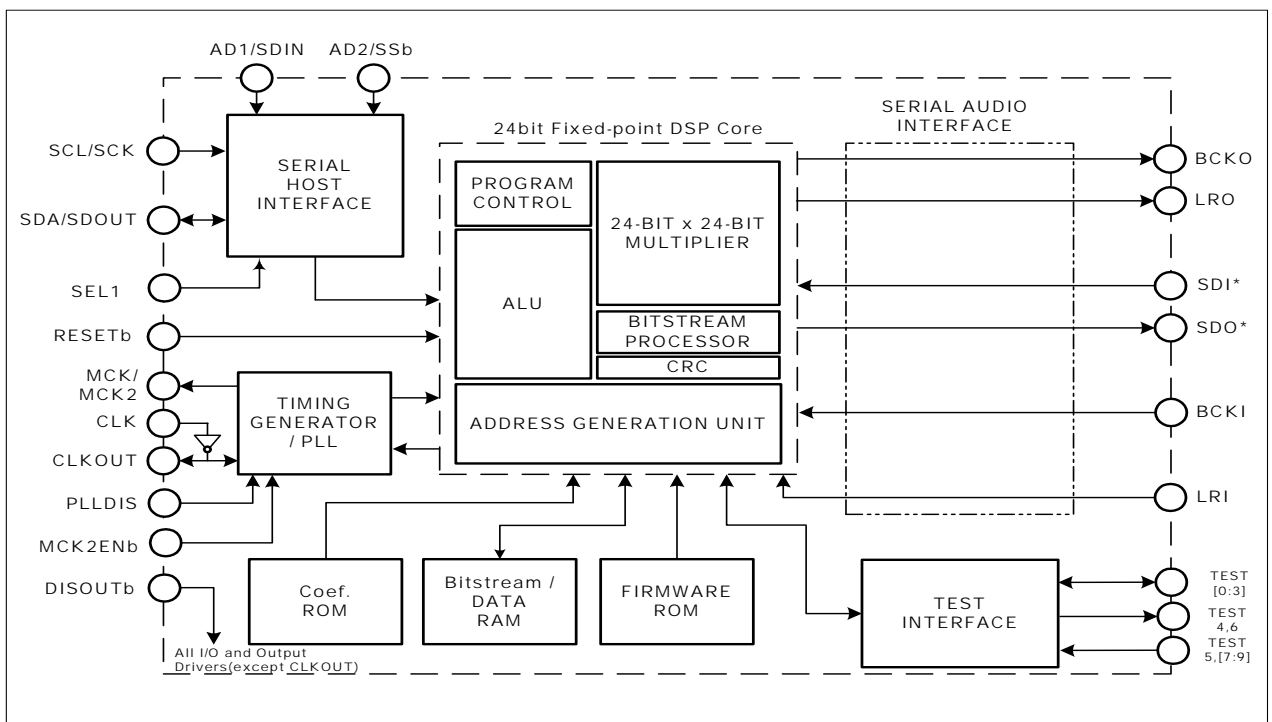 AD1/SDIN AD2/SSb
SERIAL AUDIO
INTERFACE
24bit Fixed-point DSP Core
SCL/SCK
SERIAL
HOST
INTERFACE
SDA/SDOUT
SEL1
RESETb
MCK/
MCK2
CLK
CLKOUT
PLLDIS
MCK2ENb
DISOUTb
All I/O and Output
Drivers(except CLKOUT)
TIMING
GENERATOR
/ PLL
PROGRAM
CONTROL
24-BIT x 24-BIT
MULTIPLIER
ALU
BITSTREAM
PROCESSOR
CRC
ADDRESS GENERATION UNIT
Coef.
ROM
Bitstream /
DATA
RAM
FIRMWARE
ROM
TEST
INTERFACE
BCKO
LRO
SDI*
SDO*
BCKI
LRI
TEST
[0:3]
TEST
4,6
TEST
5,[7:9]